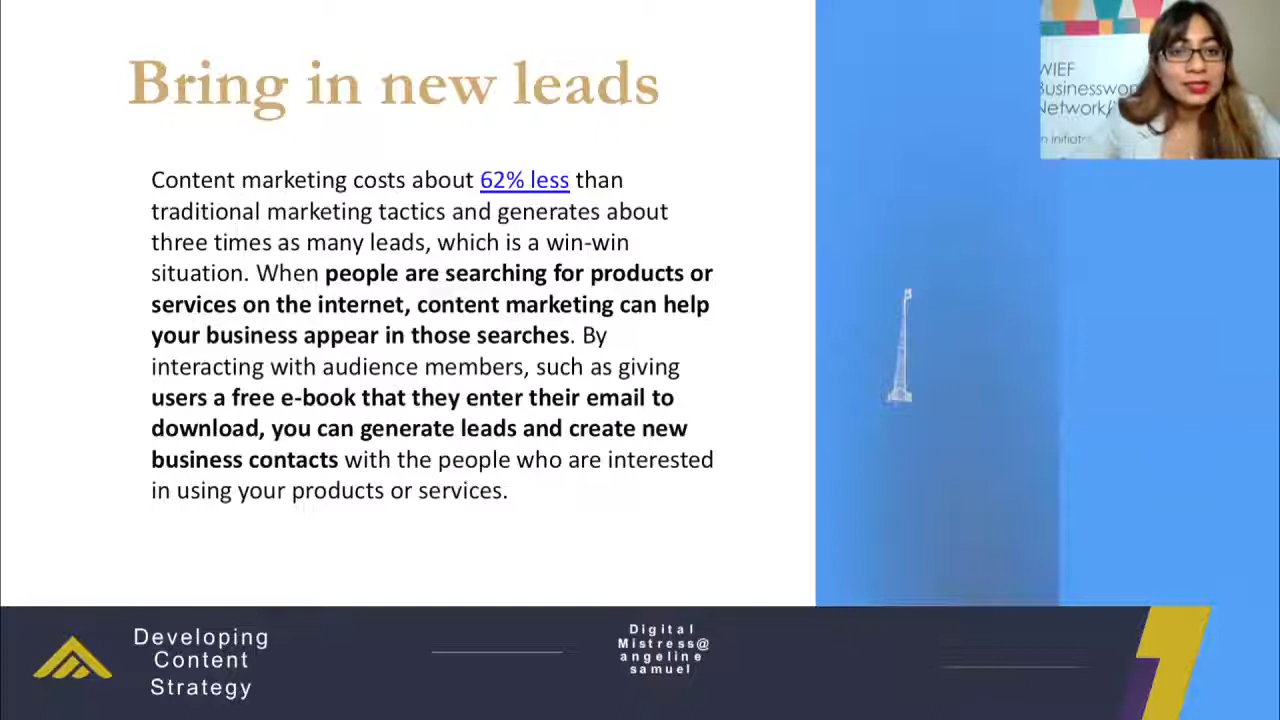 Bring in new leads
Content marketing costs about 62% less than
traditional marketing tactics and generates about
three times as many leads, which is a win-win
situation. When people are searching for products or
services on the internet, content marketing can help
your business appear in those searches. By
interacting with audience members, such as giving
users a free e-book that they enter their email to
download, you can generate leads and create new
business contacts with the people who are interested
in using your products or services.
WIEF
Businesswo
Network
n initiat
Developing
Content
Strategy
Digital
Mistress@
angeline
samuel